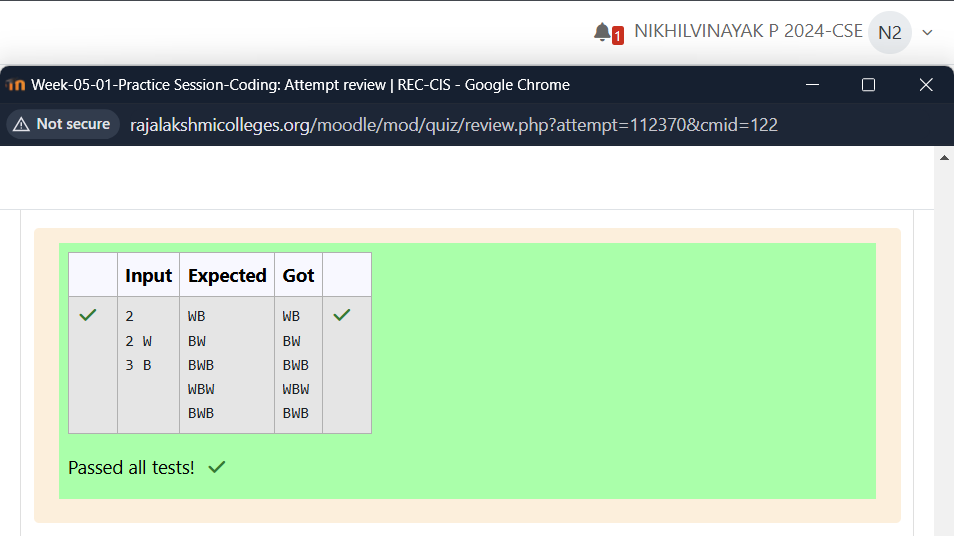 1 NIKHILVINAYAK P 2024-CSE N2
Week-05-01-Practice Session-Coding: Attempt review | REC-CIS - Google Chrome
Not secure rajalakshmicolleges.org/moodle/mod/quiz/review.php?attempt=112370&cmid=122
Input Expected Got
2 WB WB
2 W BW BW
3 B BWB BWB
WBW WBW
BWB BWB
Passed all tests!